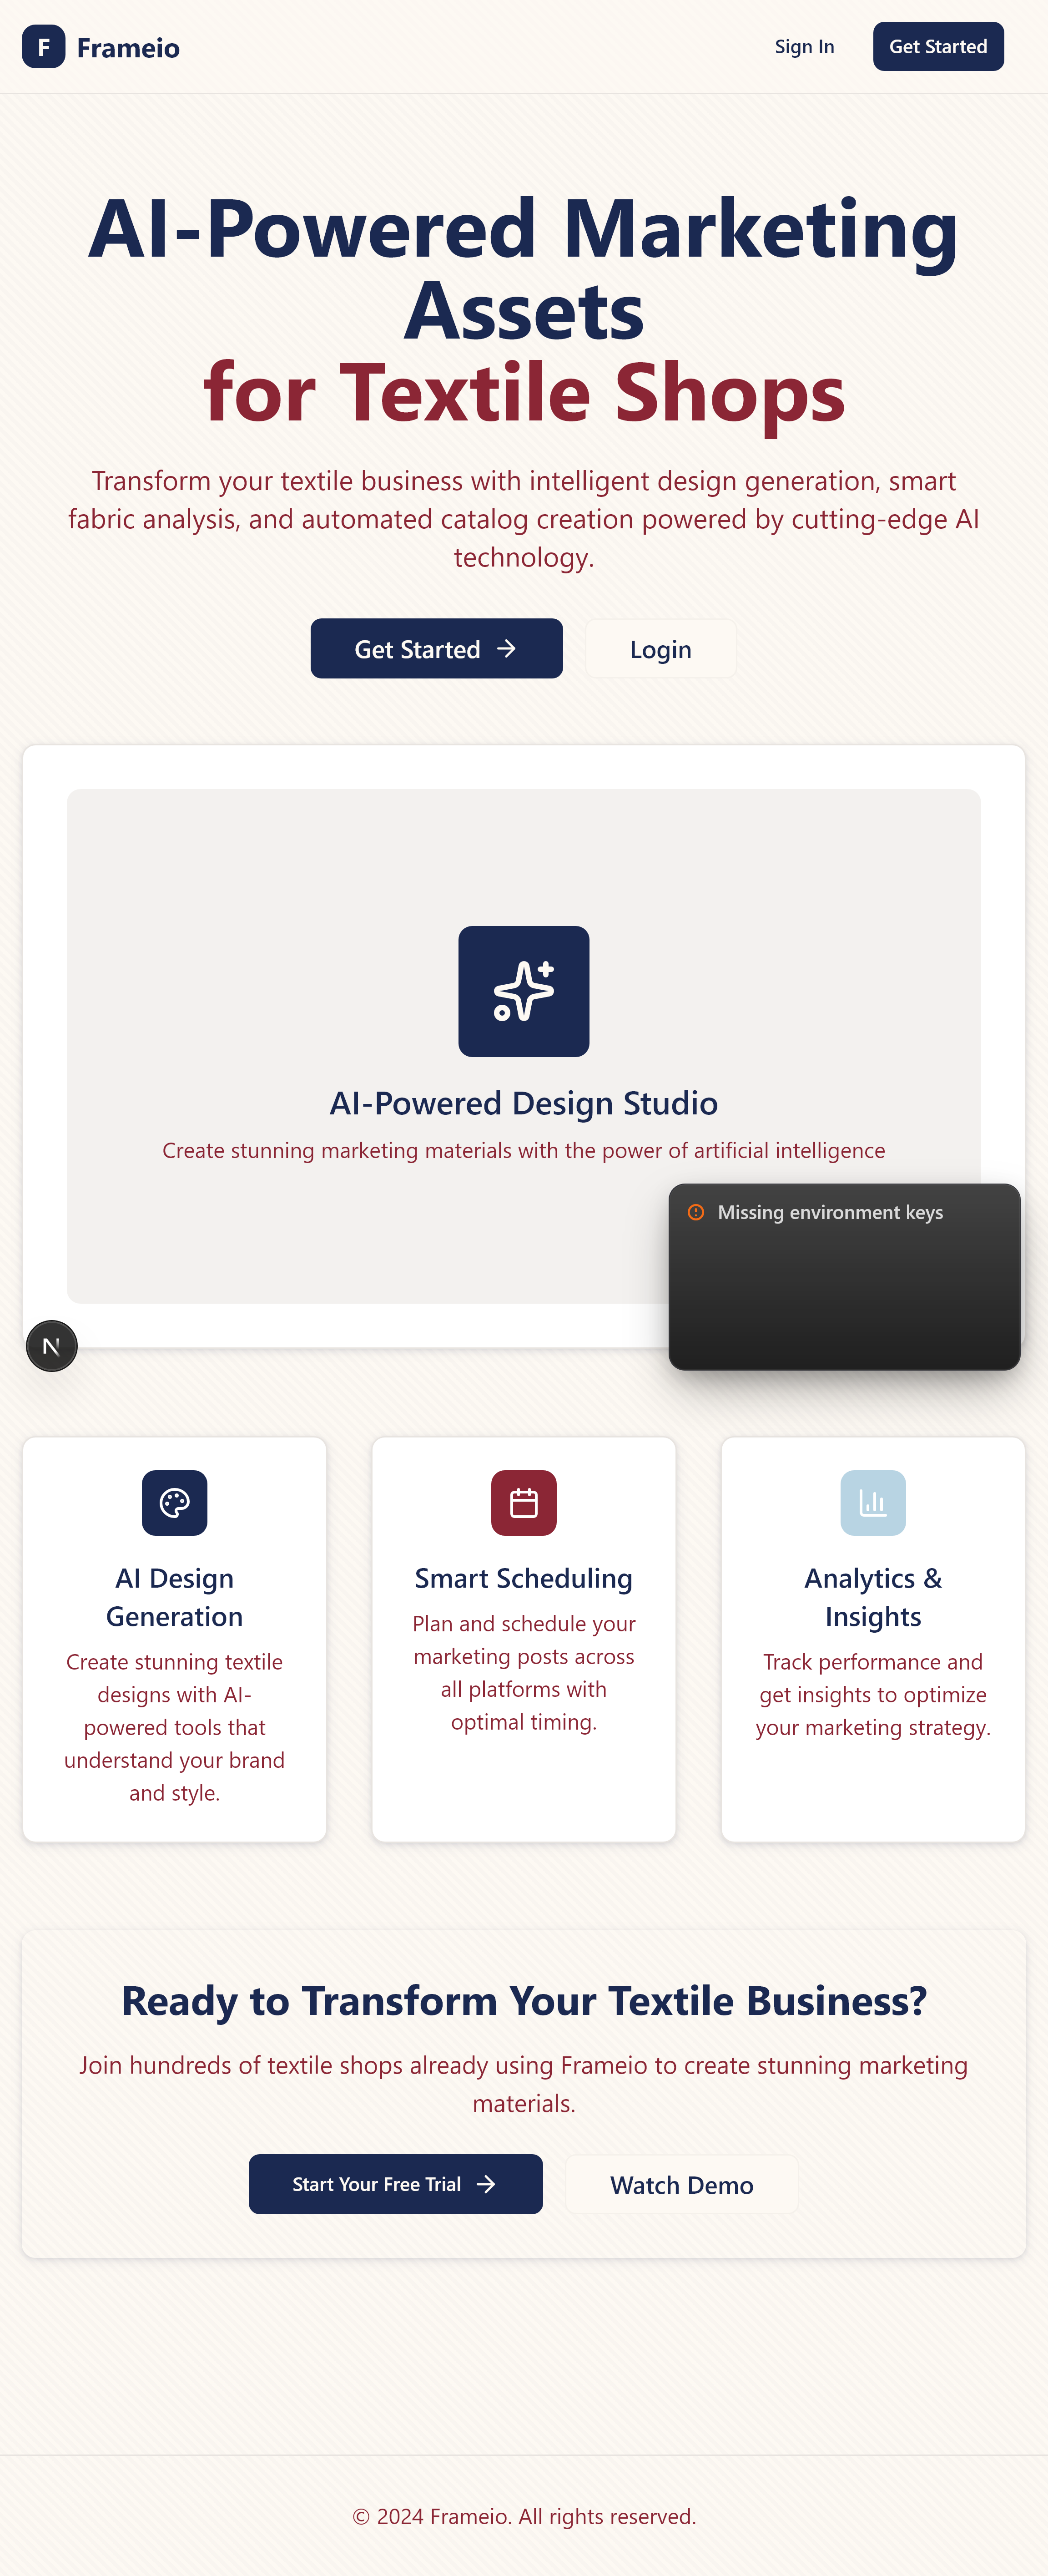 F Frameio
Sign In
Get Started
AI-Powered Marketing
Assets
for Textile Shops
Transform your textile business with intelligent design generation, smart
fabric analysis, and automated catalog creation powered by cutting-edge AI
technology.
Get Started
Login
AI-Powered Design Studio
Create stunning marketing materials with the power of artificial intelligence
Missing environment keys
N
AI Design
Generation
Create stunning textile
designs with AI-
powered tools that
understand your brand
and style.
Smart Scheduling
Plan and schedule your
marketing posts across
all platforms with
optimal timing.
Analytics &
Insights
Track performance and
get insights to optimize
your marketing strategy.
Ready to Transform Your Textile Business?
Join hundreds of textile shops already using Frameio to create stunning marketing
materials.
Start Your Free Trial
Watch Demo
© 2024 Frameio. All rights reserved.